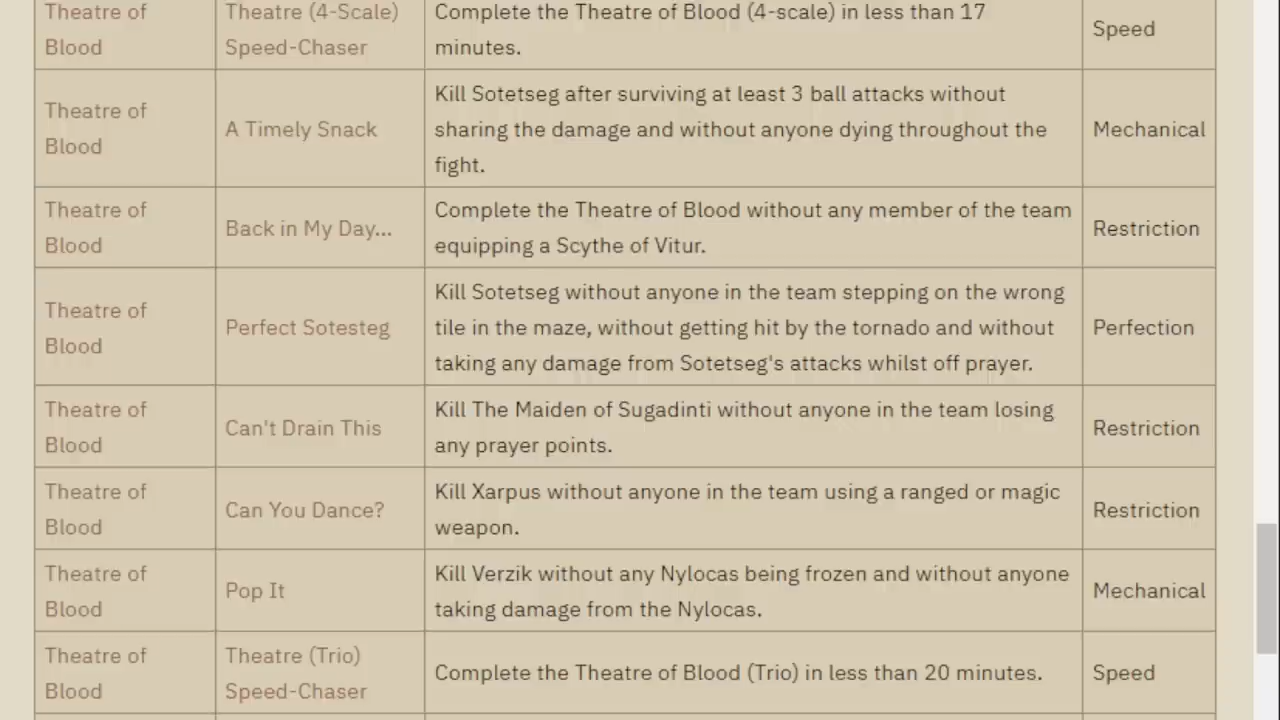 Theatre of
Blood
Theatre (4-Scale)
Speed-Chaser
Complete the Theatre of Blood (4-scale) in less than 17
minutes.
Speed
Theatre of
Blood
A Timely Snack
Kill Sotetseg after surviving at least 3 ball attacks without
sharing the damage and without anyone dying throughout the
fight.
Mechanical
Theatre of
Blood
Back in My Day...
Complete the Theatre of Blood without any member of the team
equipping a Scythe of Vitur.
Restriction
Theatre of
Blood
Perfect Sotesteg
Kill Sotetseg without anyone in the team stepping on the wrong
tile in the maze, without getting hit by the tornado and without
taking any damage from Sotetseg's attacks whilst off prayer.
Perfection
Theatre of
Blood
Can't Drain This
Kill The Maiden of Sugadinti without anyone in the team losing
any prayer points.
Restriction
Theatre of
Blood
Can You Dance?
Kill Xarpus without anyone in the team using a ranged or magic
weapon.
Restriction
Theatre of
Blood
Pop It
Kill Verzik without any Nylocas being frozen and without anyone
taking damage from the Nylocas.
Mechanical
Theatre of
Blood
Theatre (Trio)
Speed-Chaser
Complete the Theatre of Blood (Trio) in less than 20 minutes.
Speed